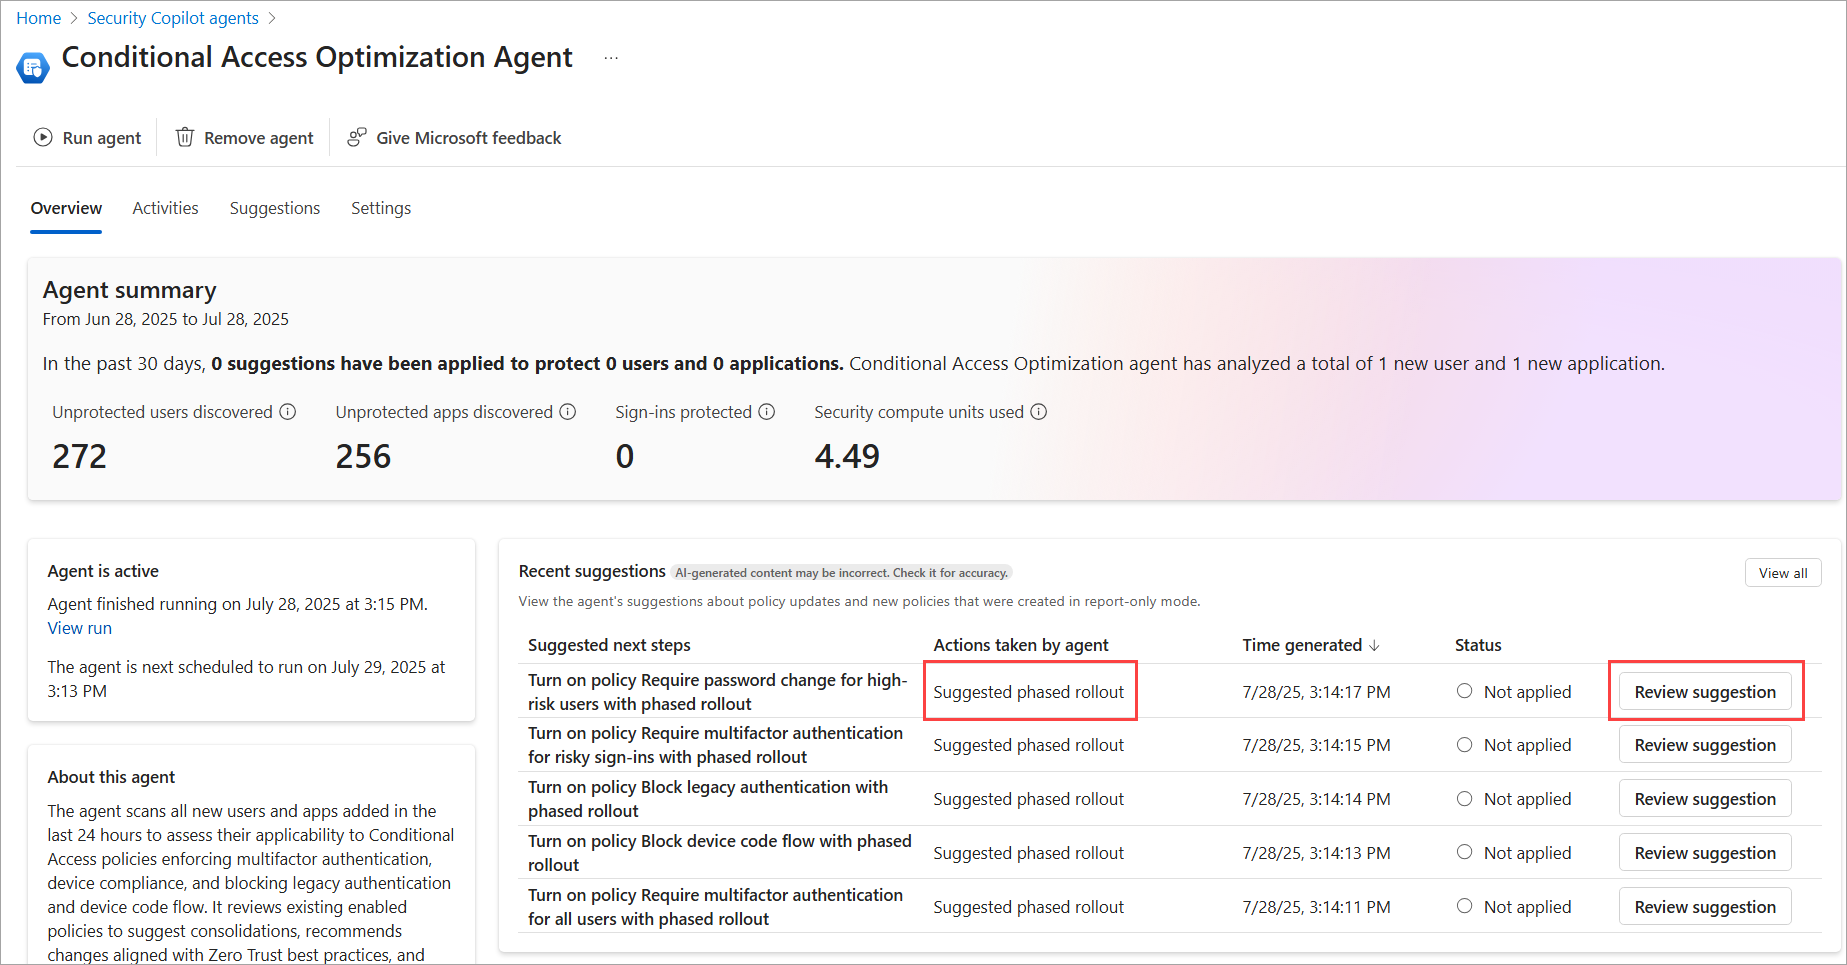 Home > Security Copilot agents >
Conditional Access Optimization Agent ...
Run agent
Remove agent
Give Microsoft feedback
Overview
Activities
Suggestions
Settings
Agent summary
From Jun 28, 2025 to Jul 28, 2025
In the past 30 days, 0 suggestions have been applied to protect 0 users and 0 applications. Conditional Access Optimization agent has analyzed a total of 1 new user and 1 new application.
Unprotected users discovered
272
Unprotected apps discovered
256
Sign-ins protected
0
Security compute units used
4.49
Agent is active
Agent finished running on July 28, 2025 at 3:15 PM.
View run
The agent is next scheduled to run on July 29, 2025 at
3:13 PM
About this agent
The agent scans all new users and apps added in the
last 24 hours to assess their applicability to Conditional
Access policies enforcing multifactor authentication,
device compliance, and blocking legacy authentication
and device code flow. It reviews existing enabled
policies to suggest consolidations, recommends
changes aligned with Zero Trust best practices, and
Recent suggestions AI-generated content may be incorrect. Check it for accuracy.
View all
View the agent's suggestions about policy updates and new policies that were created in report-only mode.
Suggested next steps
Actions taken by agent
Time generated ↓
Status
Turn on policy Require password change for high-
risk users with phased rollout
Suggested phased rollout
7/28/25, 3:14:17 PM
Not applied
Review suggestion
Turn on policy Require multifactor authentication
for risky sign-ins with phased rollout
Suggested phased rollout
7/28/25, 3:14:15 PM
Not applied
Review suggestion
Turn on policy Block legacy authentication with
phased rollout
Suggested phased rollout
7/28/25, 3:14:14 PM
Not applied
Review suggestion
Turn on policy Block device code flow with phased
rollout
Suggested phased rollout
7/28/25, 3:14:13 PM
Not applied
Review suggestion
Turn on policy Require multifactor authentication
for all users with phased rollout
Suggested phased rollout
7/28/25, 3:14:11 PM
Not applied
Review suggestion